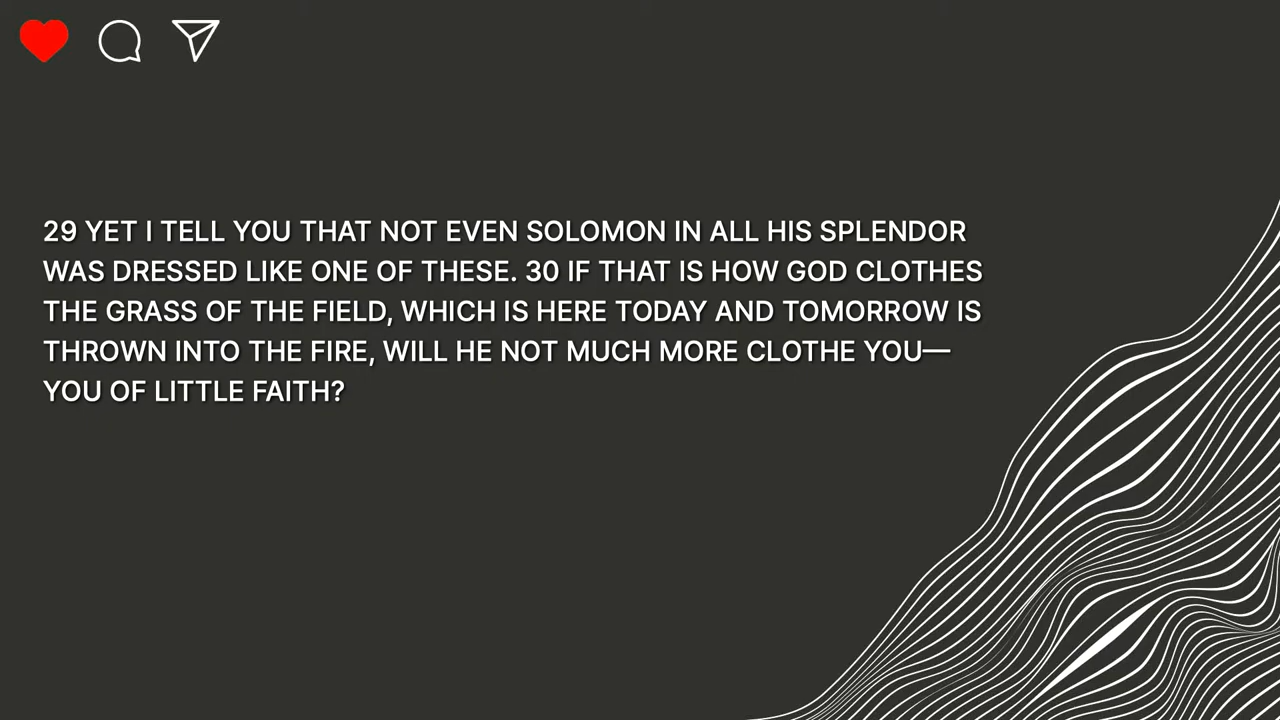 29 YET I TELL YOU THAT NOT EVEN SOLOMON IN ALL HIS SPLENDOR
WAS DRESSED LIKE ONE OF THESE. 30 IF THAT IS HOW GOD CLOTHES
THE GRASS OF THE FIELD, WHICH IS HERE TODAY AND TOMORROW IS
THROWN INTO THE FIRE, WILL HE NOT MUCH MORE CLOTHE YOU—
YOU OF LITTLE FAITH?